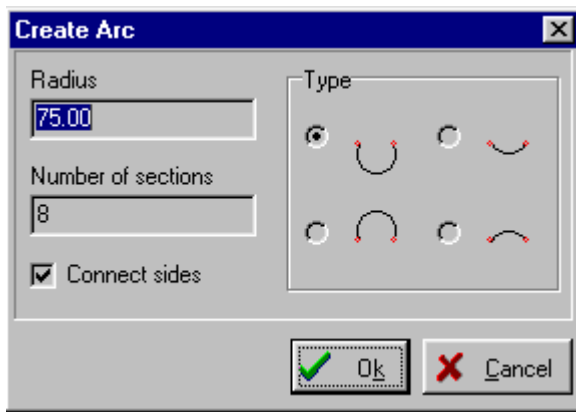 Create Arc
Radius
75.00
Number of sections
8
Connect sides
Type
Ok
Cancel